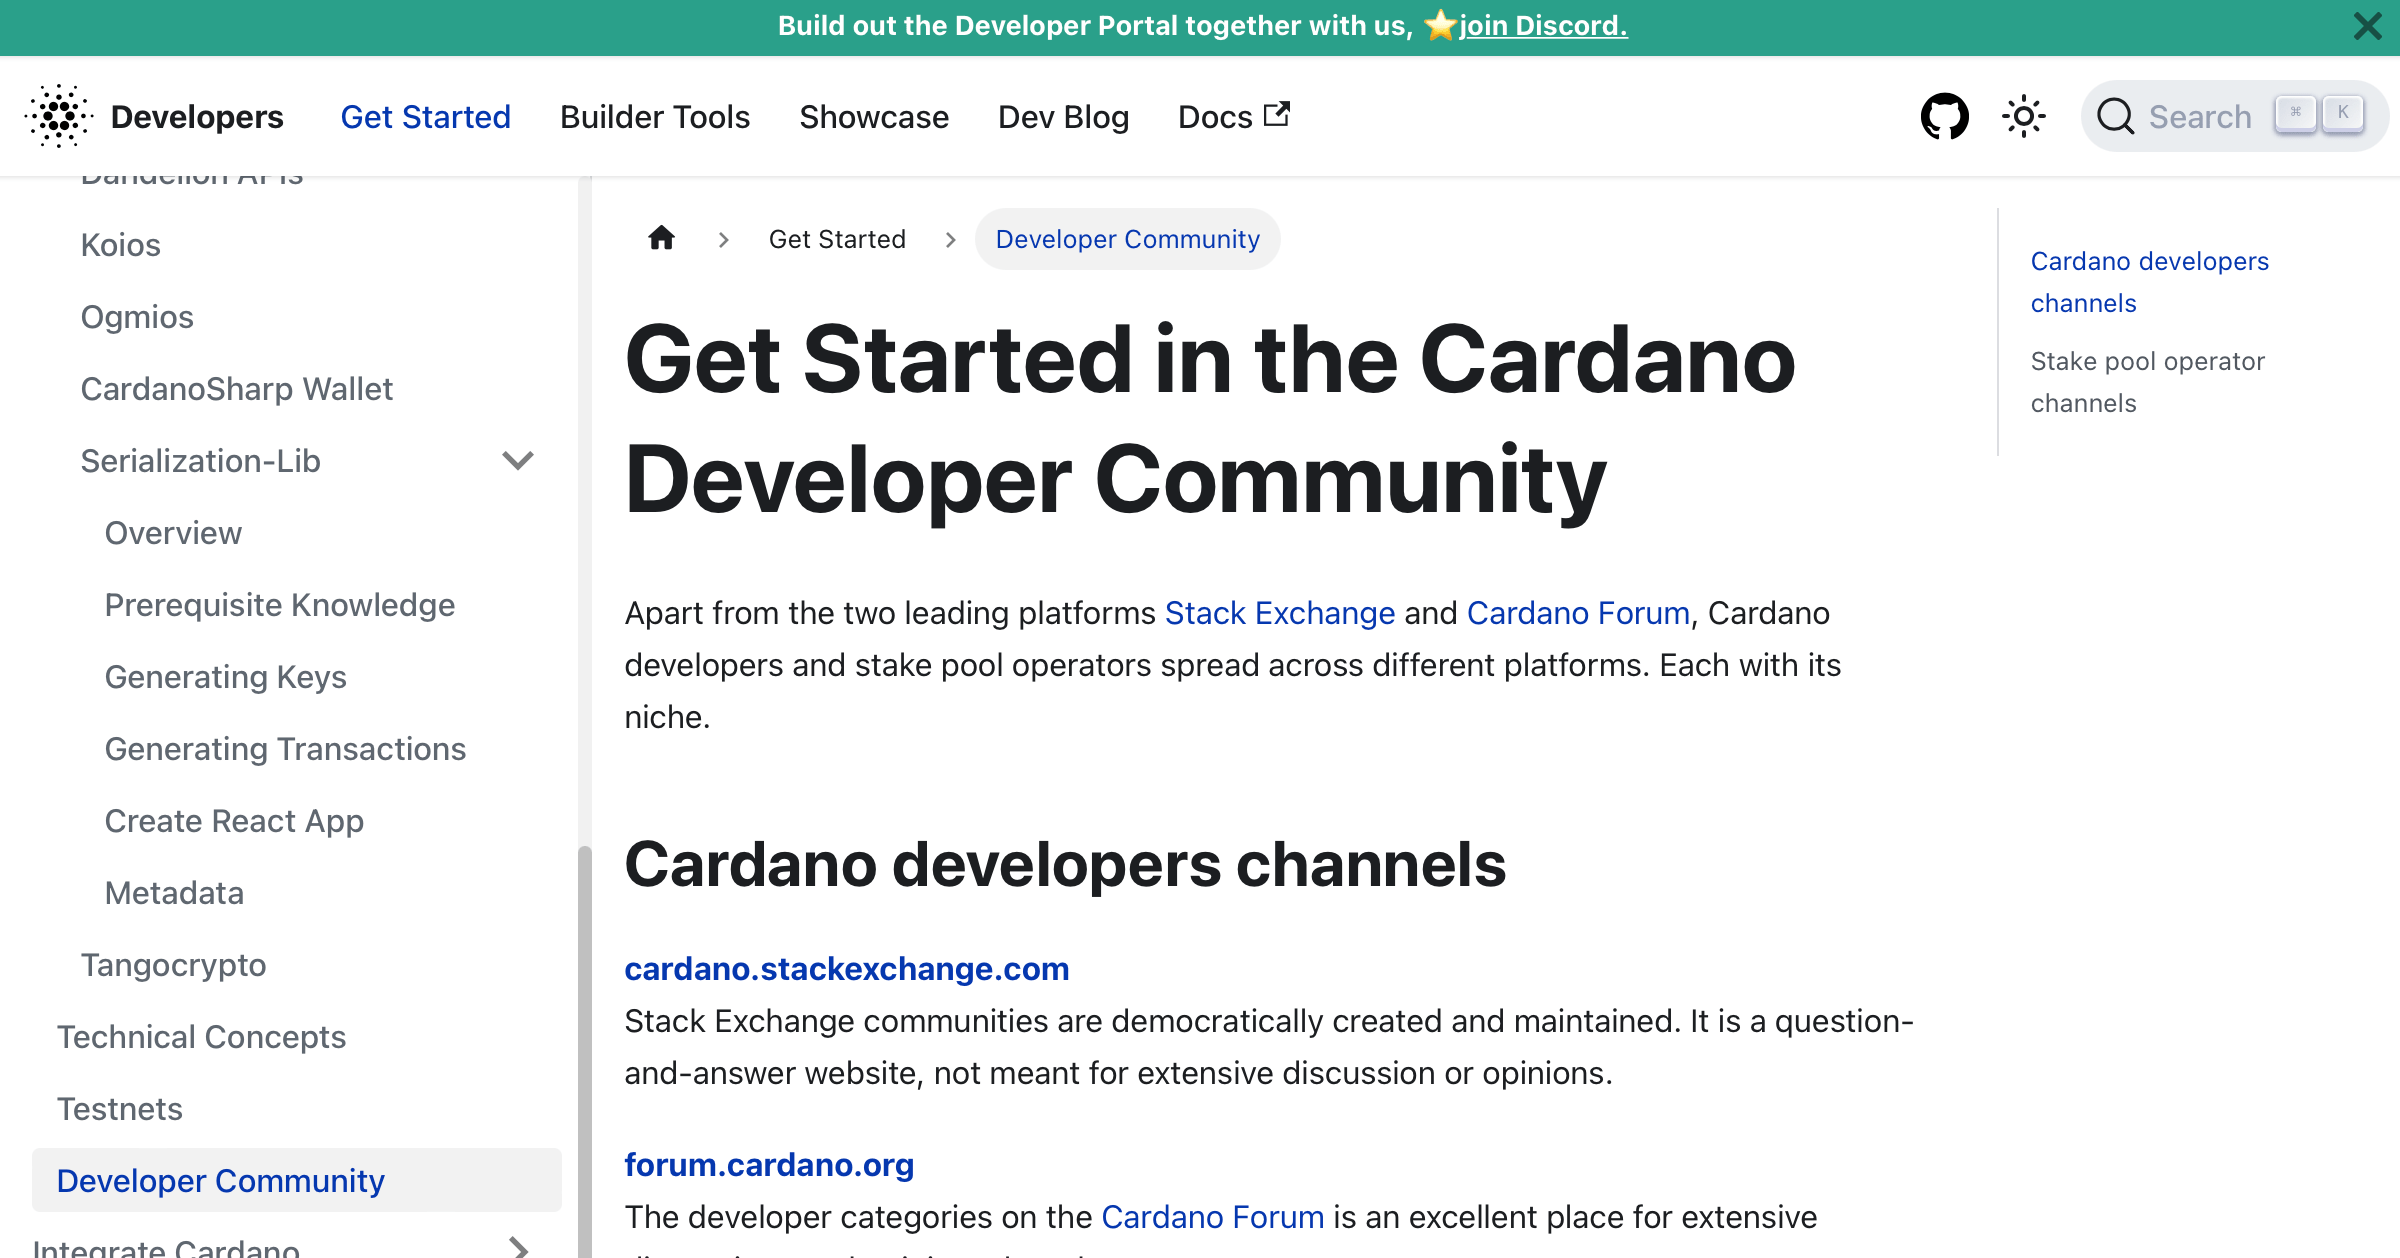 Build out the Developer Portal together with us, ⭐️join Discord.
Developers
Get Started
Builder Tools
Showcase
Dev Blog
Docs
Search
⌘
K
Dandelion APIs
Koios
Ogmios
CardanoSharp Wallet
Serialization-Lib
Overview
Prerequisite Knowledge
Generating Keys
Generating Transactions
Create React App
Metadata
Tangocrypto
Technical Concepts
Testnets
Developer Community
Integrate Cardano
Get Started
Developer Community
Get Started in the Cardano
Developer Community
Apart from the two leading platforms Stack Exchange and Cardano Forum, Cardano
developers and stake pool operators spread across different platforms. Each with its
niche.
Cardano developers channels
cardano.stackexchange.com
Stack Exchange communities are democratically created and maintained. It is a question-
and-answer website, not meant for extensive discussion or opinions.
forum.cardano.org
The developer categories on the Cardano Forum is an excellent place for extensive
Cardano developers
channels
Stake pool operator
channels